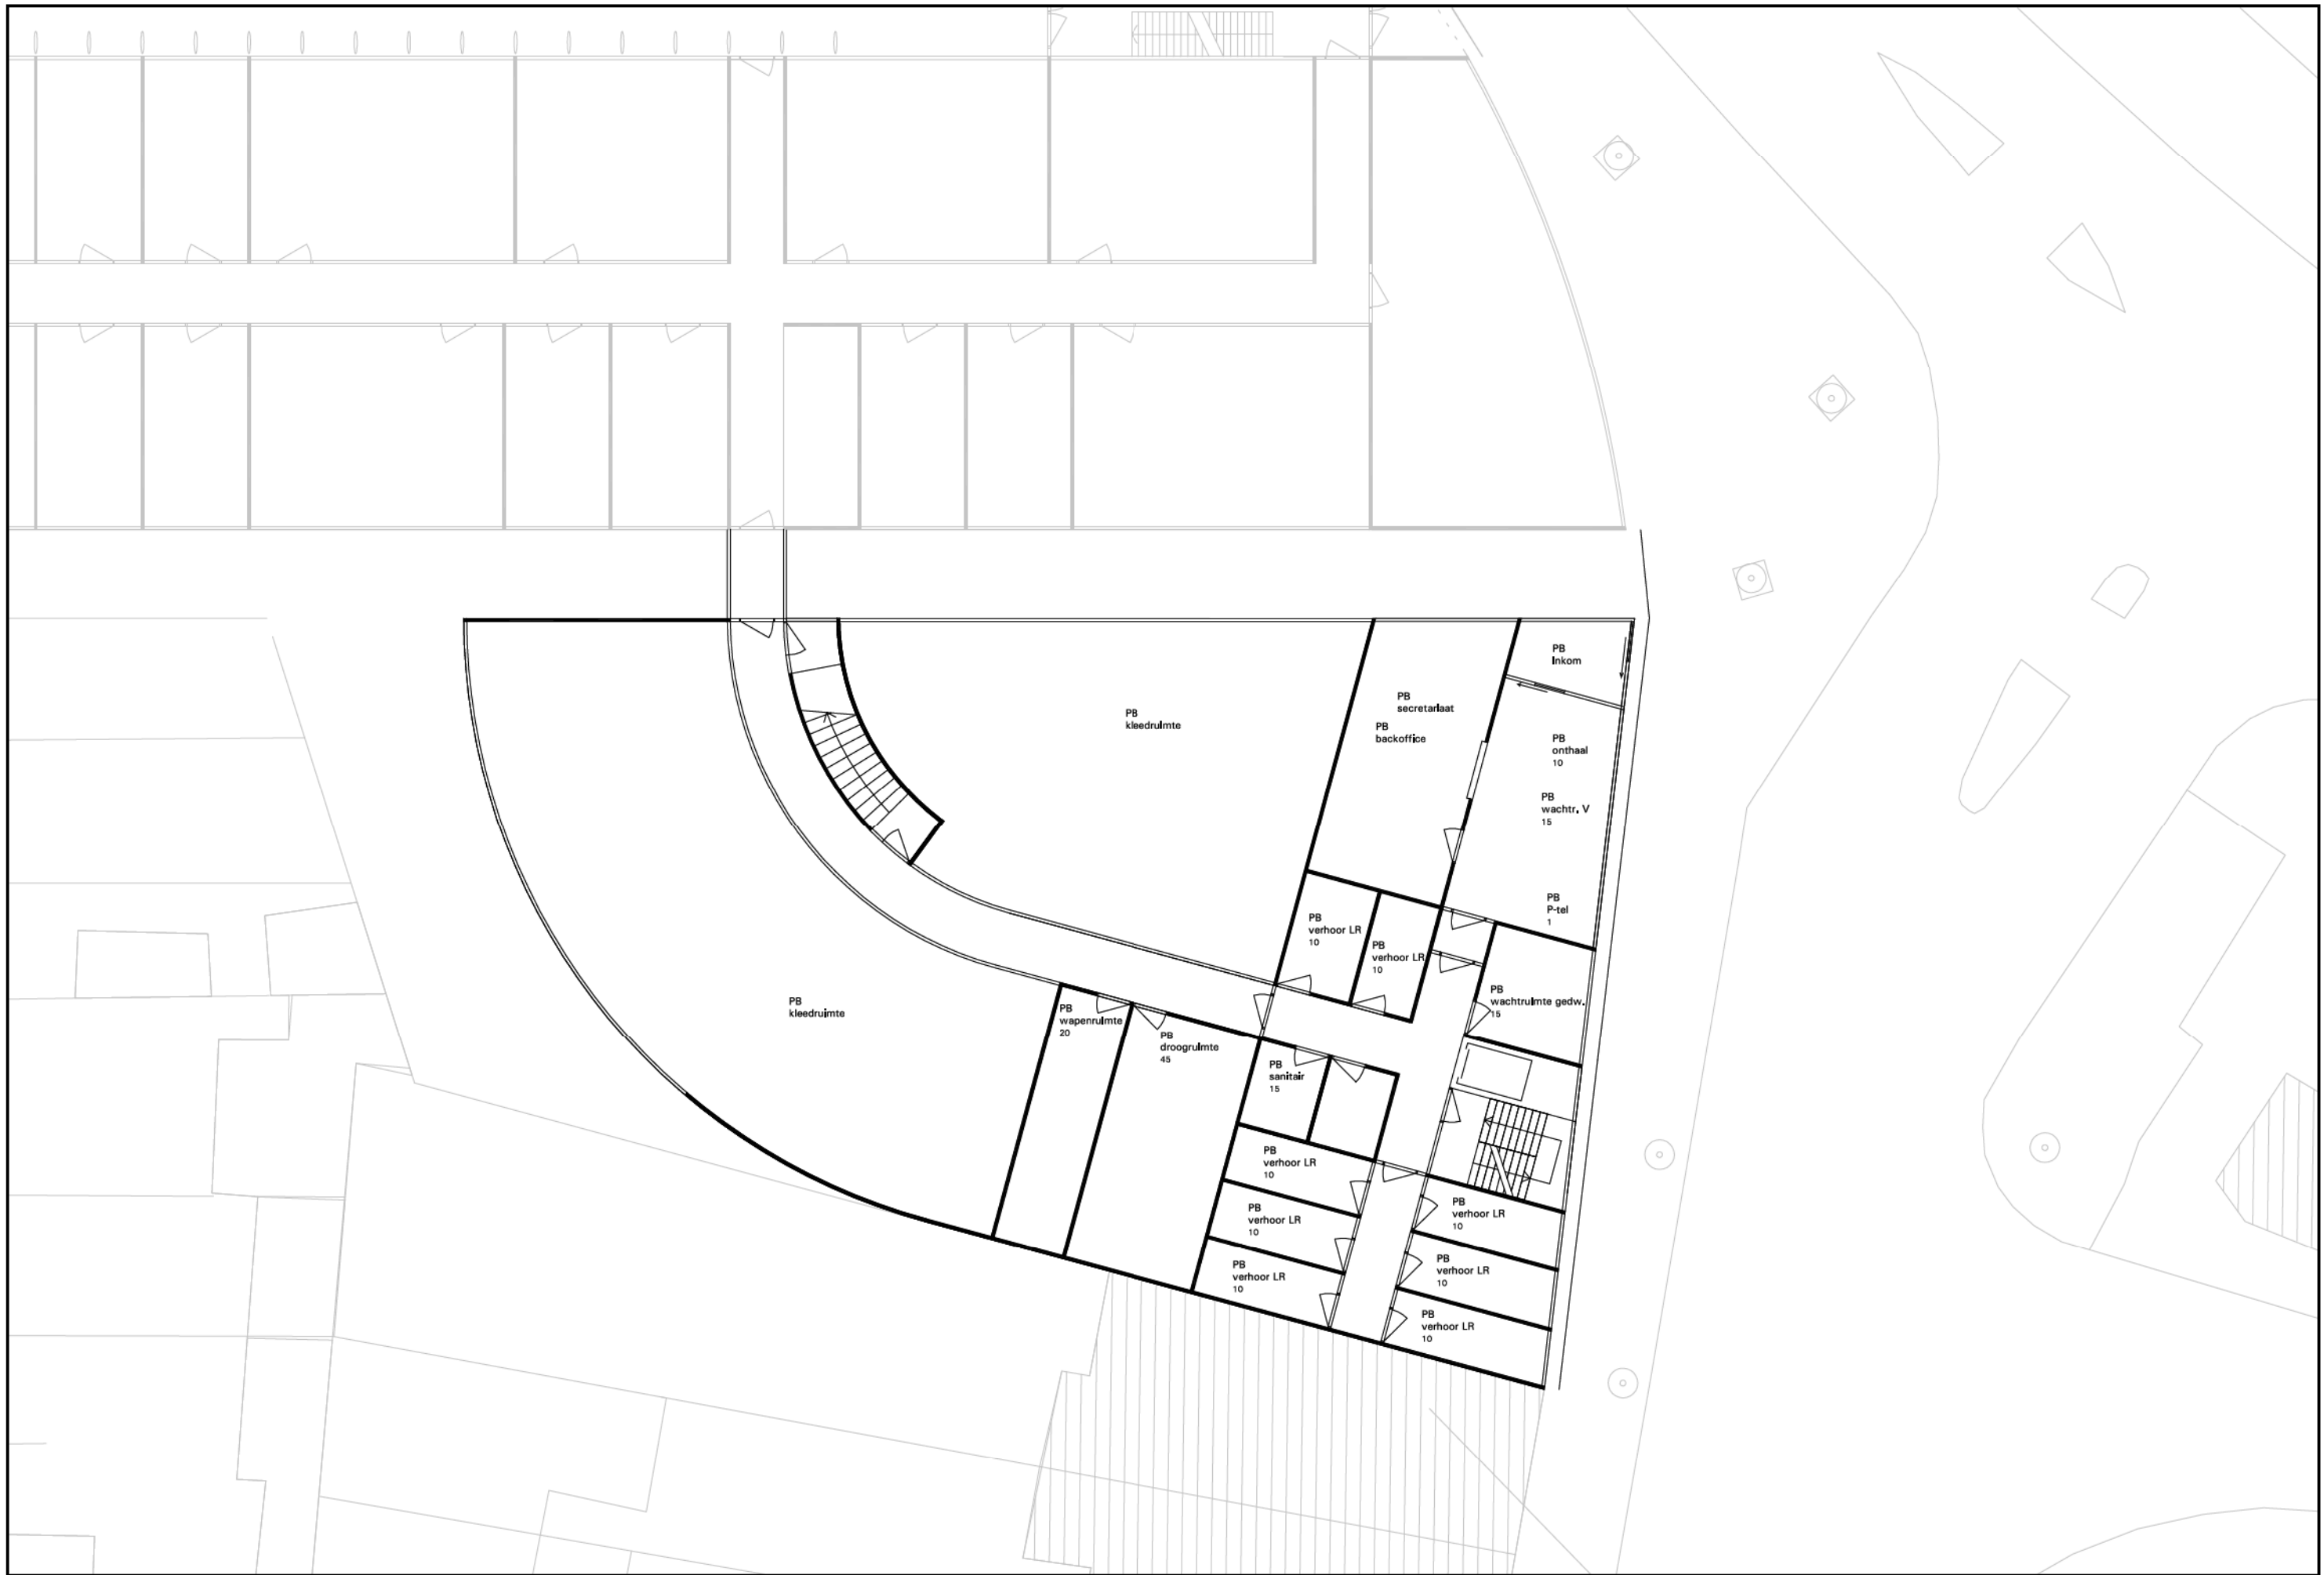 PB
Inkom
PB
secretariaat
PB
backoffice
PB
kleedruimte
PB
onthaal
10
PB
wachtr. V
15
PB
P-tel
1
PB
verhoor LR
10
PB
verhoor LR
10
PB
wachtruimte gedw.
15
PB
kleedruimte
PB
wapenruimte
20
PB
droogruimte
45
PB
sanitair
15
PB
verhoor LR
10
PB
verhoor LR
10
PB
verhoor LR
10
PB
verhoor LR
10
PB
verhoor LR
10
PB
verhoor LR
10